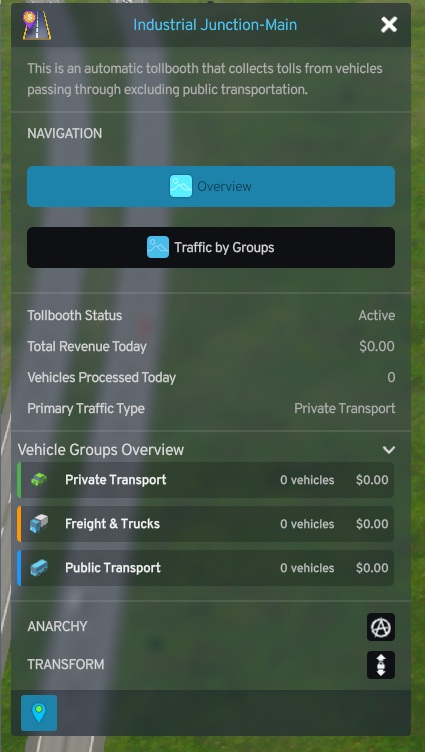 Industrial Junction-Main
This is an automatic tollbooth that collects tolls from vehicles
passing through excluding public transportation.
NAVIGATION
Overview
Traffic by Groups
Tollbooth Status Active
Total Revenue Today $0.00
Vehicles Processed Today 0
Primary Traffic Type Private Transport
Vehicle Groups Overview
Private Transport 0 vehicles $0.00
Freight & Trucks 0 vehicles $0.00
Public Transport 0 vehicles $0.00
ANARCHY
TRANSFORM